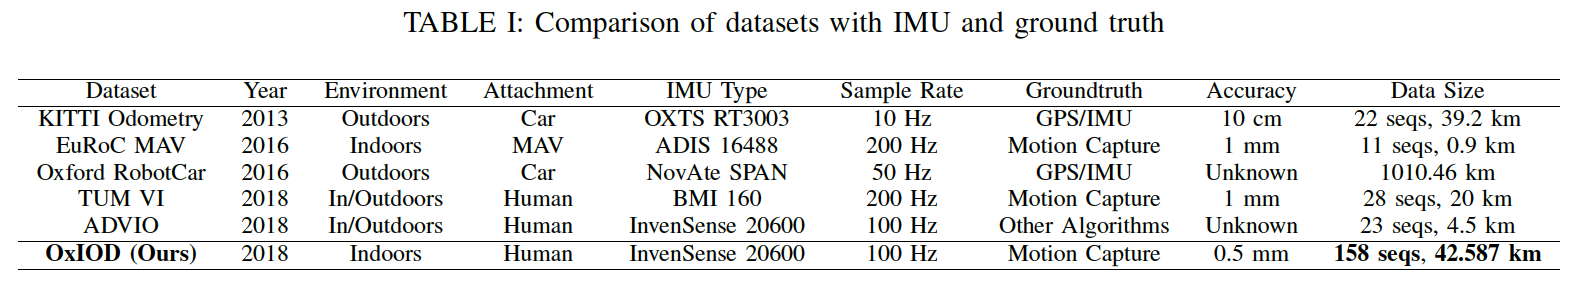 TABLE I: Comparison of datasets with IMU and ground truth
Dataset Year Environment Attachment IMU Type Sample Rate Groundtruth Accuracy Data Size
KITTI Odometry 2013 Outdoors Car OXTS RT3003 10 Hz GPS/IMU 10 cm 22 seqs, 39.2 km
EuRoC MAV 2016 Indoors MAV ADIS 16488 200 Hz Motion Capture 1 mm 11 seqs, 0.9 km
Oxford RobotCar 2016 Outdoors Car NovAte SPAN 50 Hz GPS/IMU Unknown 1010.46 km
TUM VI 2018 In/Outdoors Human BMI 160 200 Hz Motion Capture 1 mm 28 seqs, 20 km
ADVIO 2018 In/Outdoors Human InvenSense 20600 100 Hz Other Algorithms Unknown 23 seqs, 4.5 km
OxIOD (Ours) 2018 Indoors Human InvenSense 20600 100 Hz Motion Capture 0.5 mm 158 seqs, 42.587 km